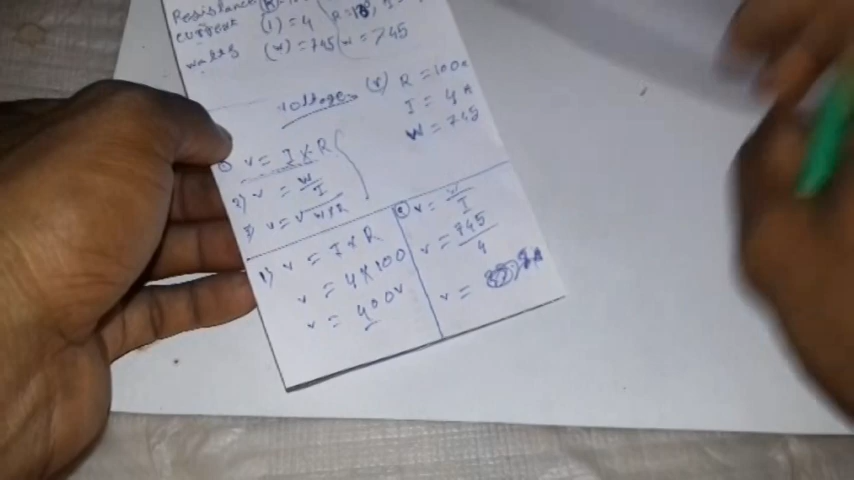 Resistance (R)
current (I) = 4
watts (W) = 745 W = 745
voltage (V) R = 100Ω
I = 4 A
W = 745
1) V = I X R
2) V = W/I
3) V = √W×R
1) V = I×R
V = 4×100
V = 400V
② V = W/I
V = 745/4
V =